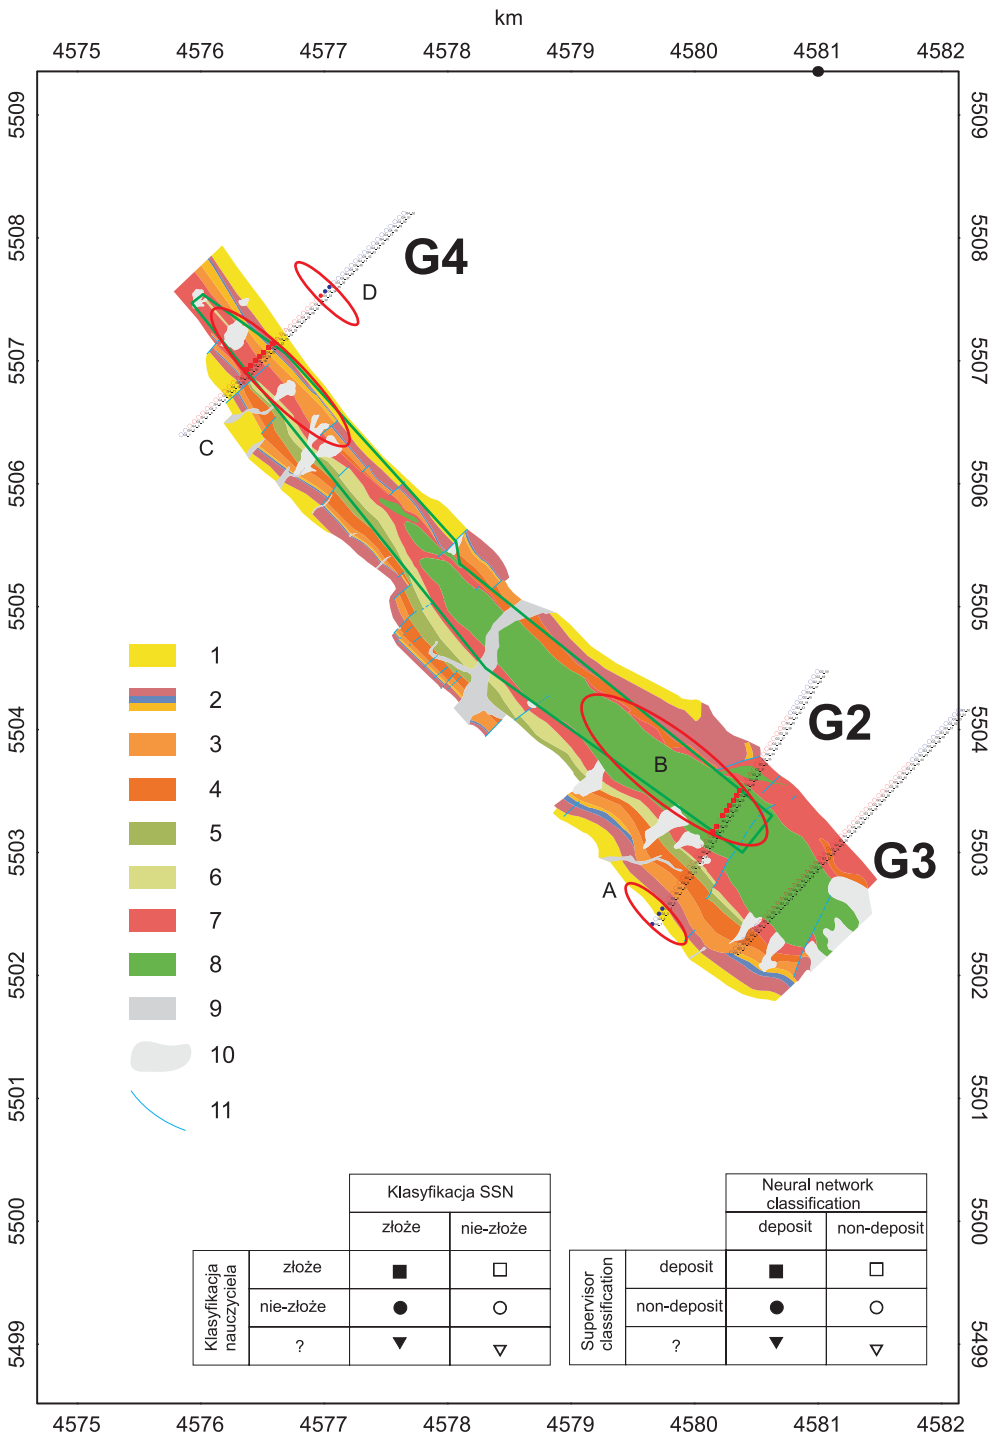 km
4575 4576 4577 4578 4579 4580 4581 4582
5509 5509
5508 5508
G4
D
5507 5507
C
5506 5506
5505 5505
1
2
G2
5504 5504
3
B
4
5
5503 5503
G3
6
A
7
8
5502 5502
9
10
11
5501 5501
Klasyfikacja SSN
złoże nie-złoże
Klasyfikacja
nauczyciela
złoże
nie-złoże
?
Neural network
classification
deposit non-deposit
Supervisor
classification
deposit
non-deposit
?
5500 5500
5499 5499
4575 4576 4577 4578 4579 4580 4581 4582